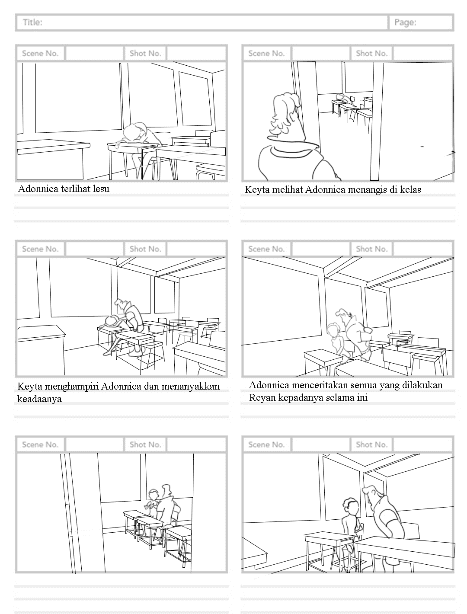 Title: Page:
Scene No. Shot No. Scene No. Shot No.
Adonnica terlihat lesu
Keyta melihat Adonnica menangis di kelas
Scene No. Shot No. Scene No. Shot No.
Keyta menghampiri Adonnica dan menanyakkan
keadaanya
Adonnica menceritakan semua yang dilakukan
Reyan kepadanya selama ini
Scene No. Shot No. Scene No. Shot No.